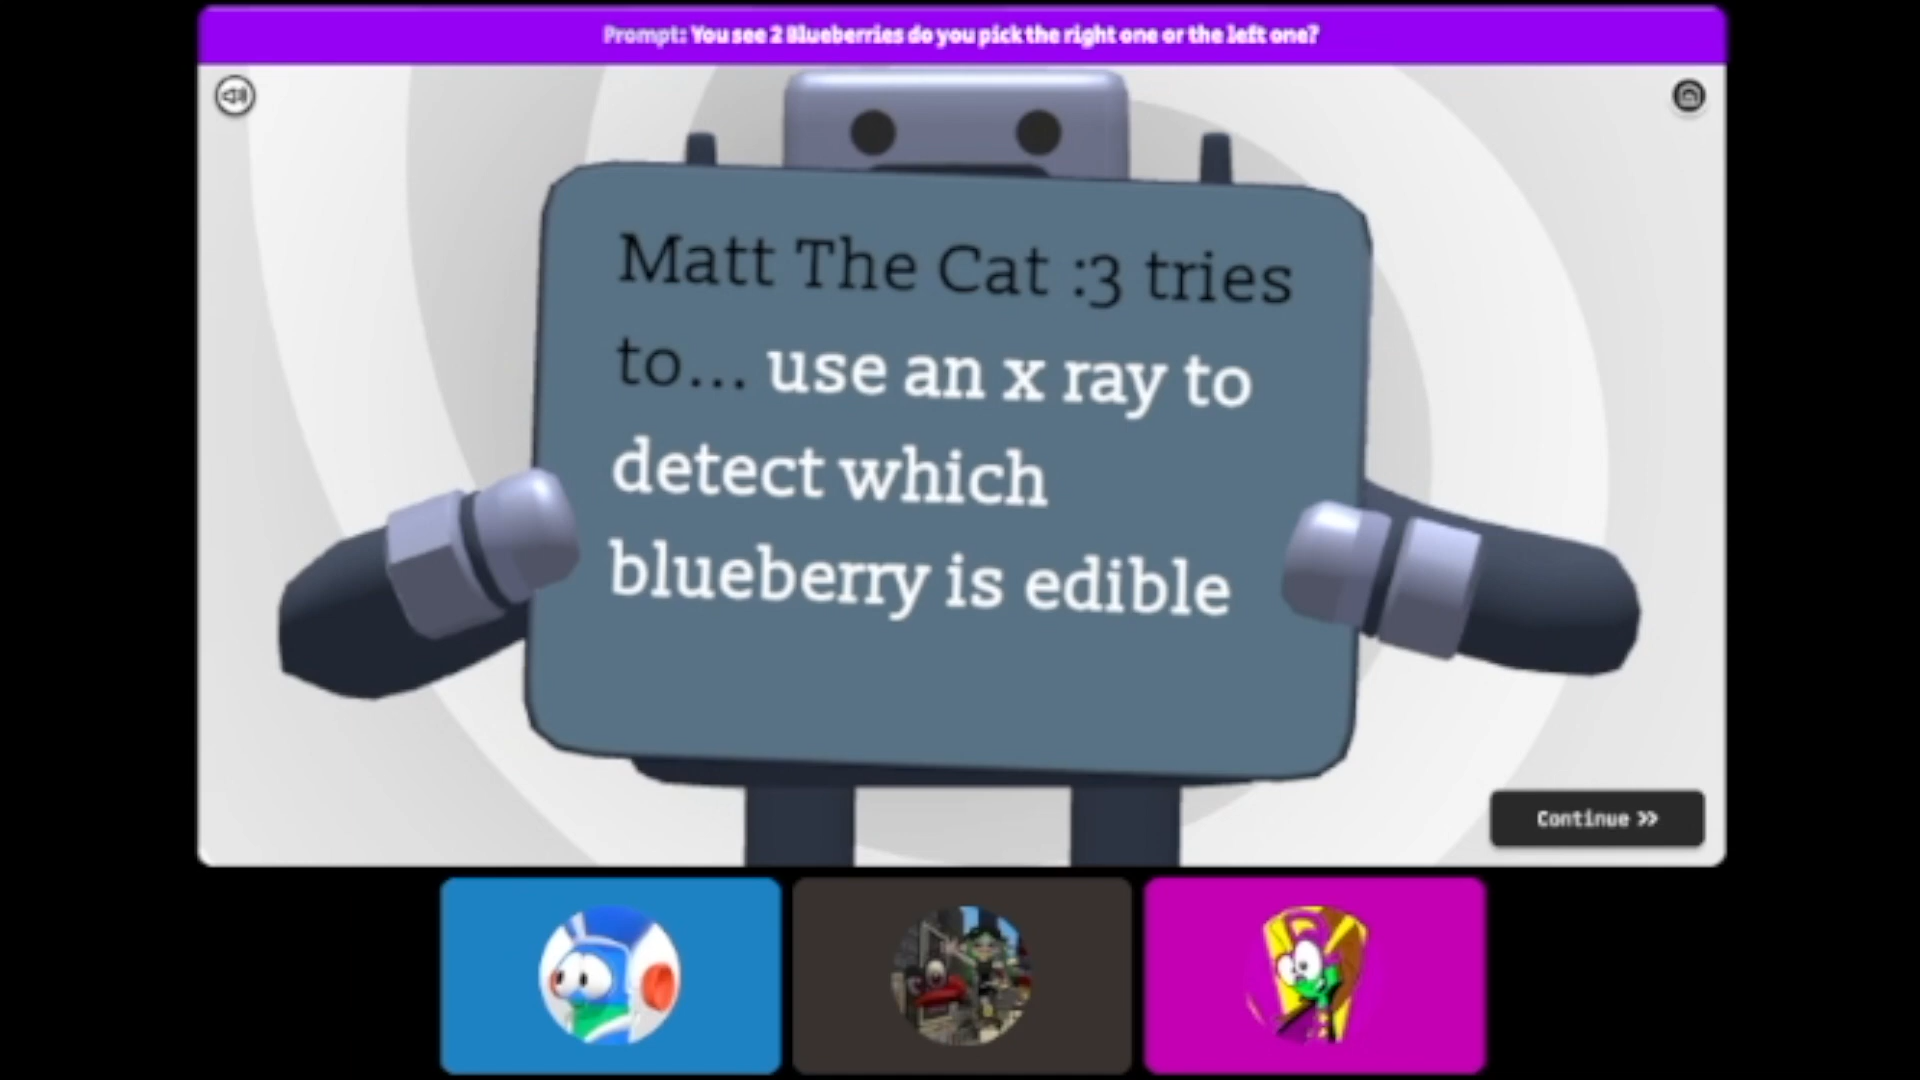 Prompt: You see 2 Blueberries do you pick the right one or the left one?
Matt The Cat :3 tries
to... use an x ray to
detect which
blueberry is edible
Continue >>